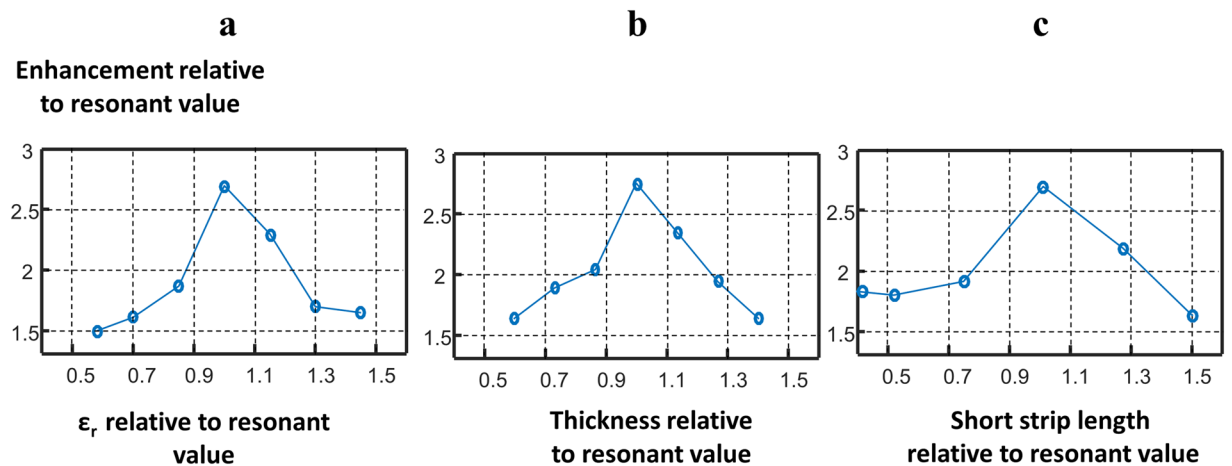 a
b
c
Enhancement relative
to resonant value
3
2.5
2
1.5
0.5 0.7 0.9 1.1 1.3 1.5
εr relative to resonant
value
3
2.5
2
1.5
0.5 0.7 0.9 1.1 1.3 1.5
Thickness relative
to resonant value
3
2.5
2
1.5
0.5 0.7 0.9 1.1 1.3 1.5
Short strip length
relative to resonant value